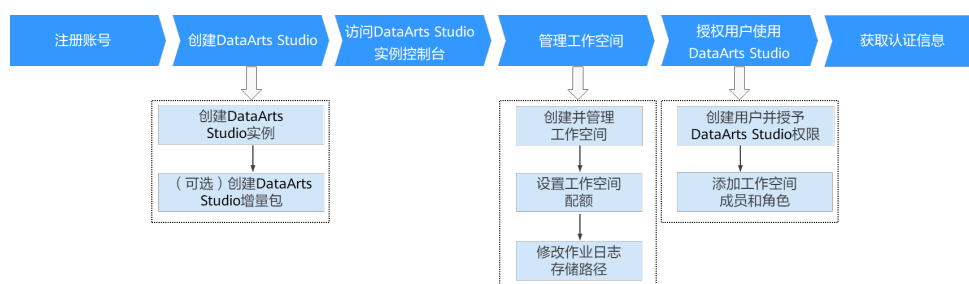 注册账号
创建DataArts Studio
访问DataArts Studio
实例控制台
管理工作空间
授权用户使用
DataArts Studio
获取认证信息
创建DataArts
Studio实例
（可选）创建DataArts
Studio增量包
创建并管理
工作空间
设置工作空间
配额
修改作业日志
存储路径
创建用户并授予
DataArts Studio权限
添加工作空间
成员和角色